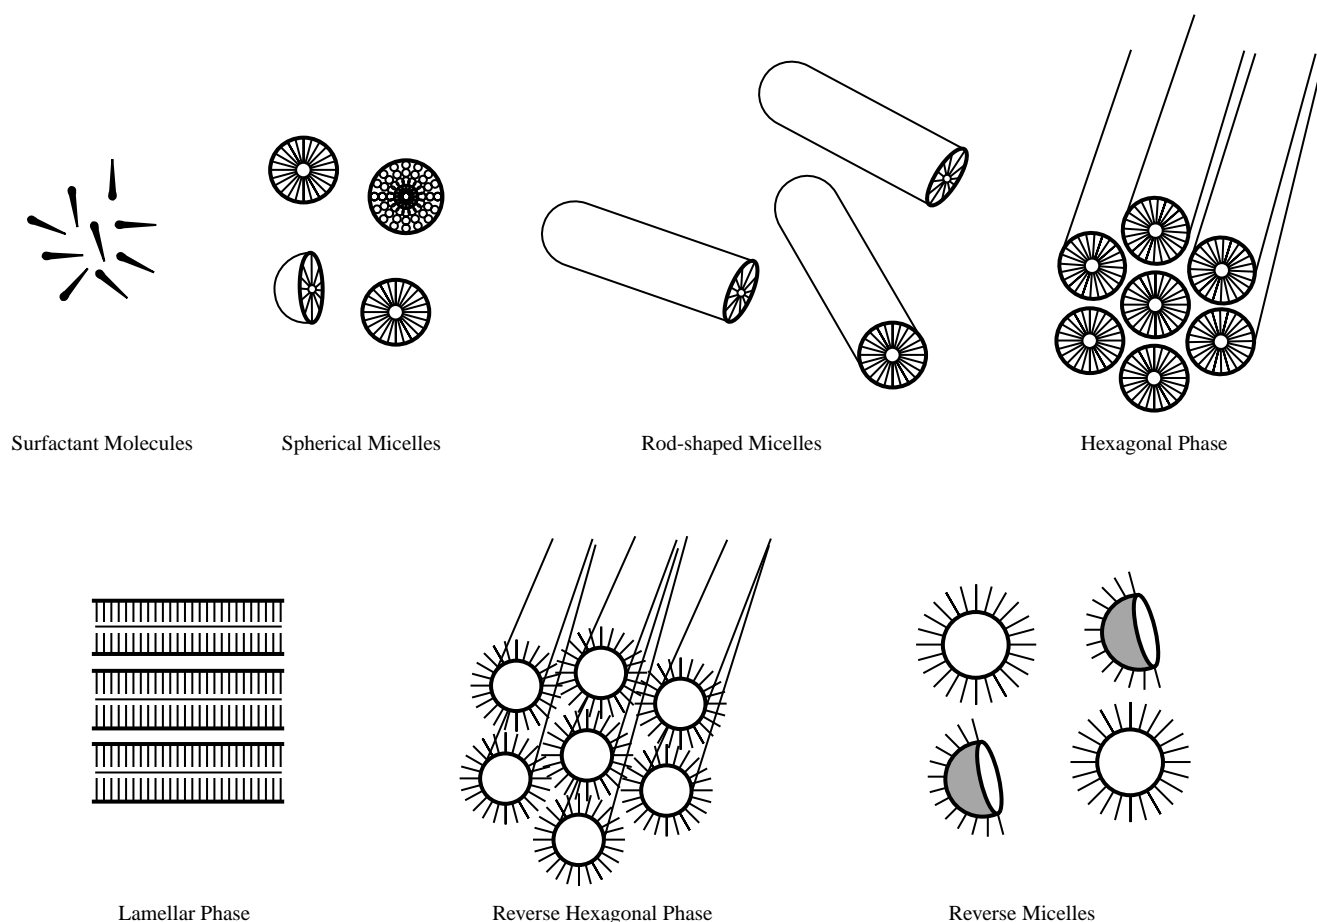 Surfactant Molecules
Spherical Micelles
Rod-shaped Micelles
Hexagonal Phase
Lamellar Phase
Reverse Hexagonal Phase
Reverse Micelles